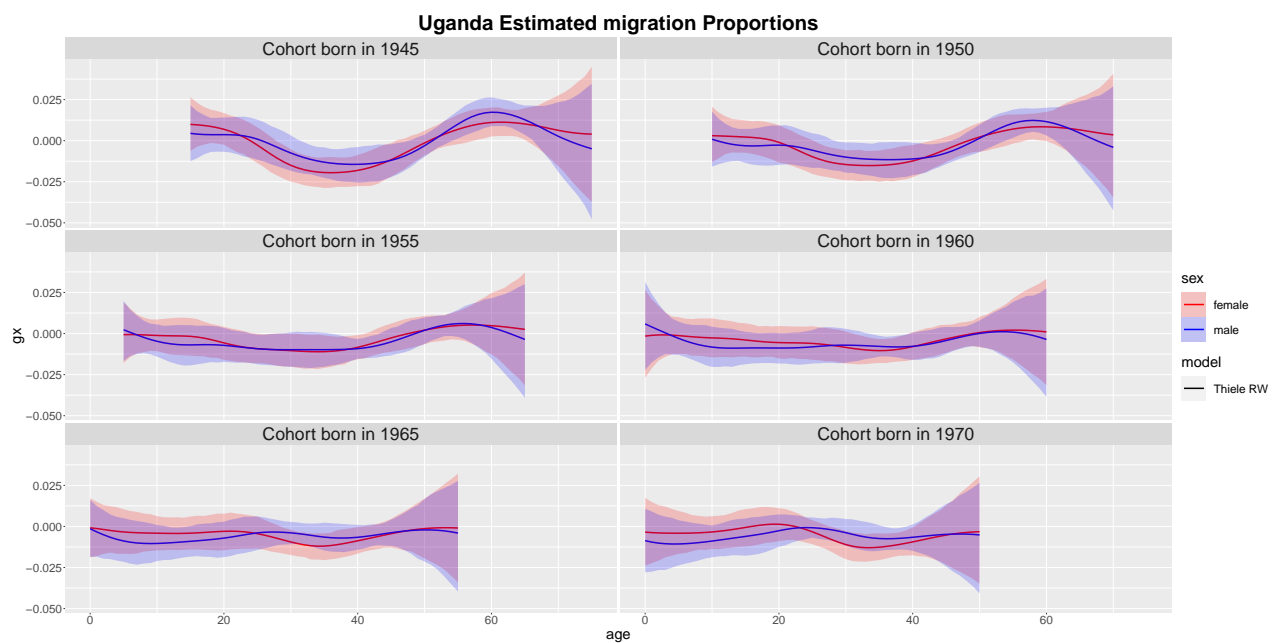 Uganda Estimated migration Proportions
Cohort born in 1945
Cohort born in 1950
0.025
0.000
−0.025
−0.050
Cohort born in 1955
Cohort born in 1960
0.025
0.000
−0.025
−0.050
Cohort born in 1965
Cohort born in 1970
0.025
0.000
−0.025
−0.050
0 20 40 60 0 20 40 60
age
gx
sex
female
male
model
Thiele RW